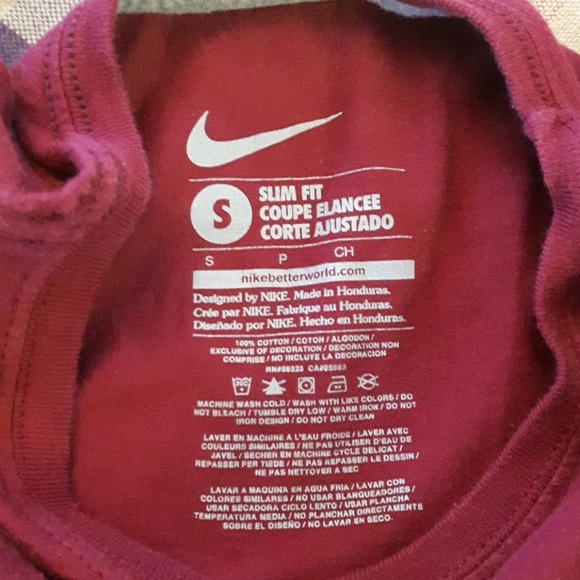 S
SLIM FIT
COUPE ELANCEE
CORTE AJUSTADO
S P CH
nikebetterworld.com
Designed by NIKE. Made in Honduras.
Crée par NIKE. Fabrique au Honduras.
Diseñado por NIKE. Hecho en Honduras.
100% COTTON / COTON / ALGODON /
EXCLUSIVE OF DECORATION / DECORATION NON
COMPRISE / NO INCLUYE LA DECORACION
RN#56323 CA#05553
MACHINE WASH COLD / WASH WITH LIKE COLORS / DO
NOT BLEACH / TUMBLE DRY LOW / WARM IRON / DO NOT
IRON DESIGN / DO NOT DRY CLEAN
LAVER EN MACHINE A L'EAU FROIDE / LAVER AVEC
COULEURS SIMILAIRES / NE PAS UTILISER D'EAU DE
JAVEL / SECHER EN MACHINE CYCLE DELICAT /
REPASSER FER TIEDE / NE PAS REPASSER LE DESSIN /
NE PAS NETTOYER A SEC
LAVAR A MAQUINA EN AGUA FRIA / LAVAR CON
COLORES SIMILARES / NO USAR BLANQUEADORES /
USAR SECADORA CICLO LENTO / USAR PLANCHA
TEMPERATURA MEDIA / NO PLANCHAR DIRECTAMENTE
SOBRE EL DISEÑO / NO LAVAR EN SECO.